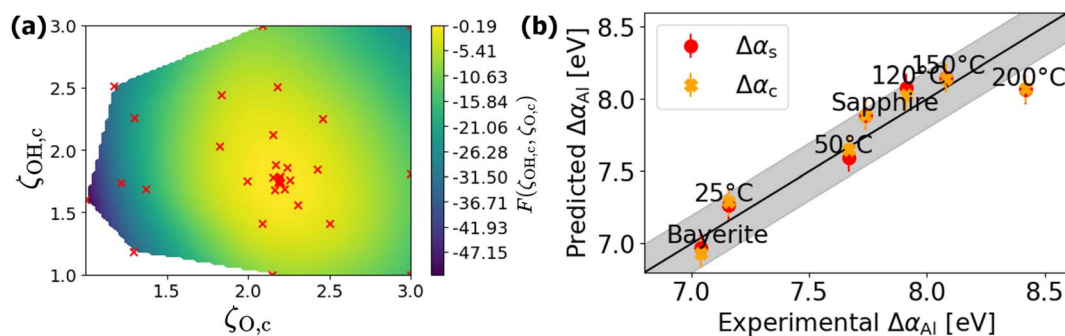 (a)
3.0
2.5
2.0
1.5
1.0
ζOH,c
1.5
2.0
2.5
3.0
ζO,c
-0.19
-5.41
-10.63
-15.84
-21.06
-26.28
-31.50
-36.71
-41.93
-47.15
F(ζOH,c, ζO,c)
(b)
Δαs
Δαc
150°C
120°C
200°C
Sapphire
50°C
25°C
Bayerite
8.5
8.0
7.5
7.0
Predicted ΔαAl [eV]
7.0
7.5
8.0
8.5
Experimental ΔαAl [eV]